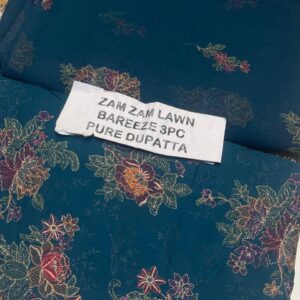 ZAM ZAM LAWN
BAREEZE 3PC
PURE DUPATTA